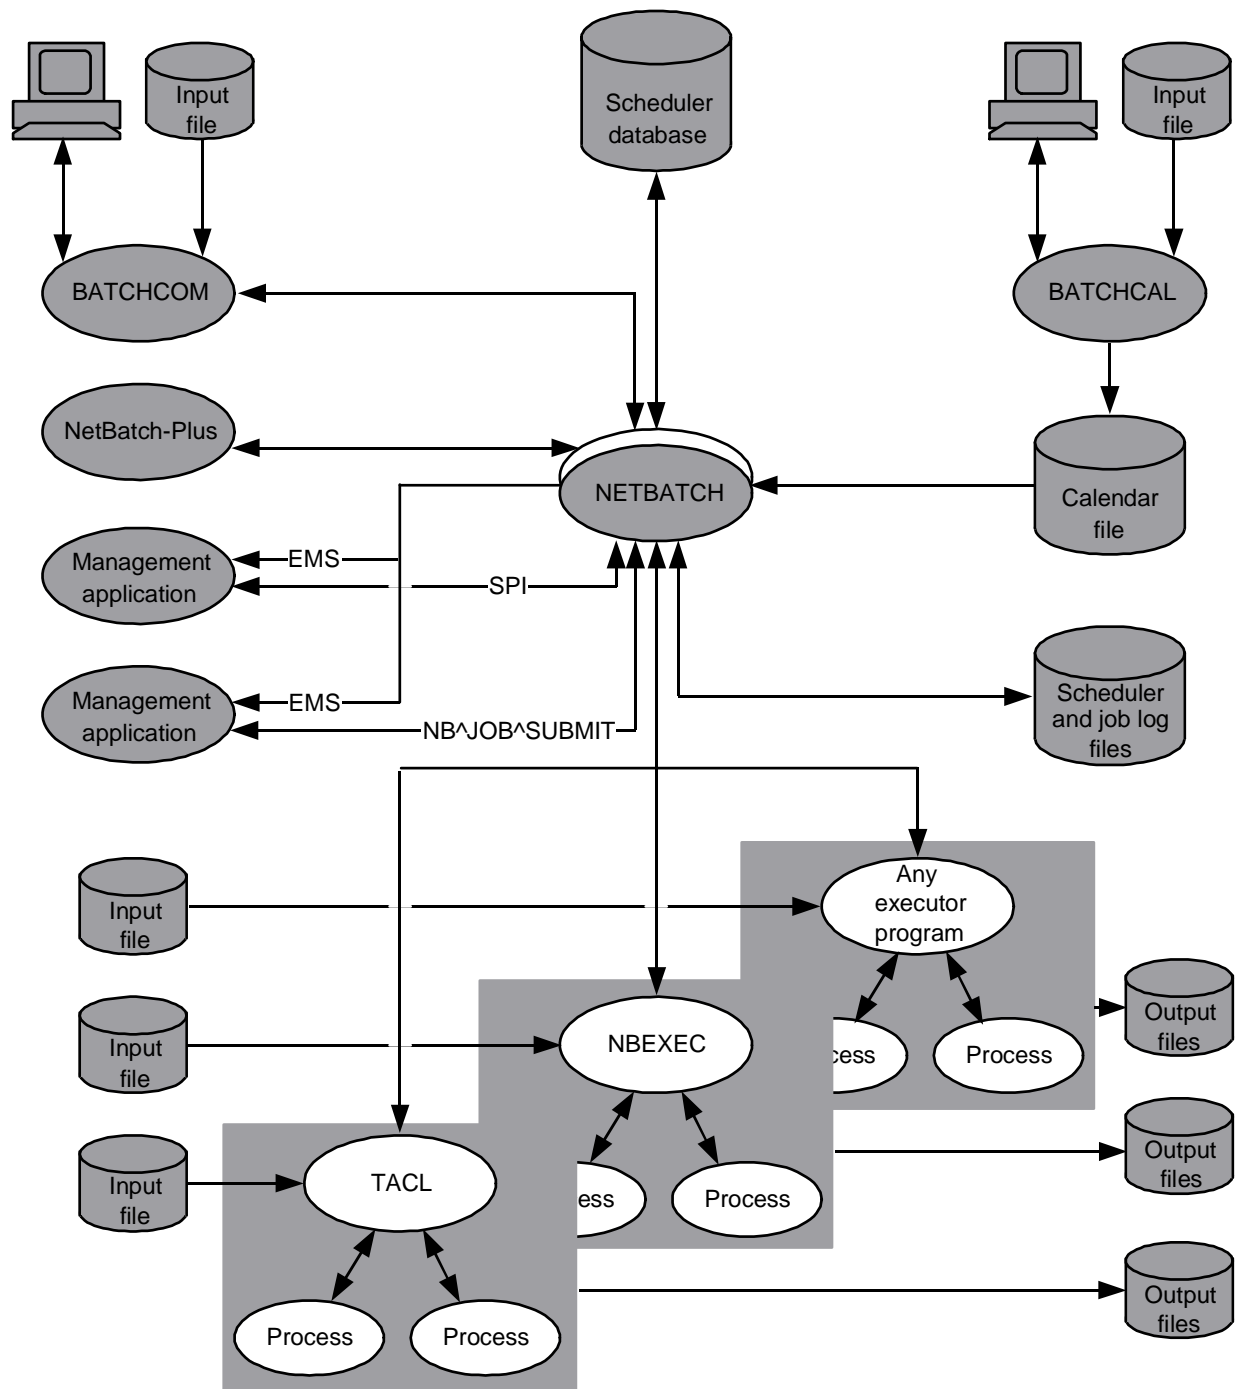 Input
file
Scheduler
database
Input
file
BATCHCOM
BATCHCAL
NetBatch-Plus
NETBATCH
Calendar
file
Management
application
EMS
SPI
Management
application
EMS
NB^JOB^SUBMIT
Scheduler
and job log
files
Input
file
Any
executor
program
Input
file
NBEXEC
cess
Process
Output
files
Input
file
TACL
ess
Process
Output
files
Process
Process
Output
files